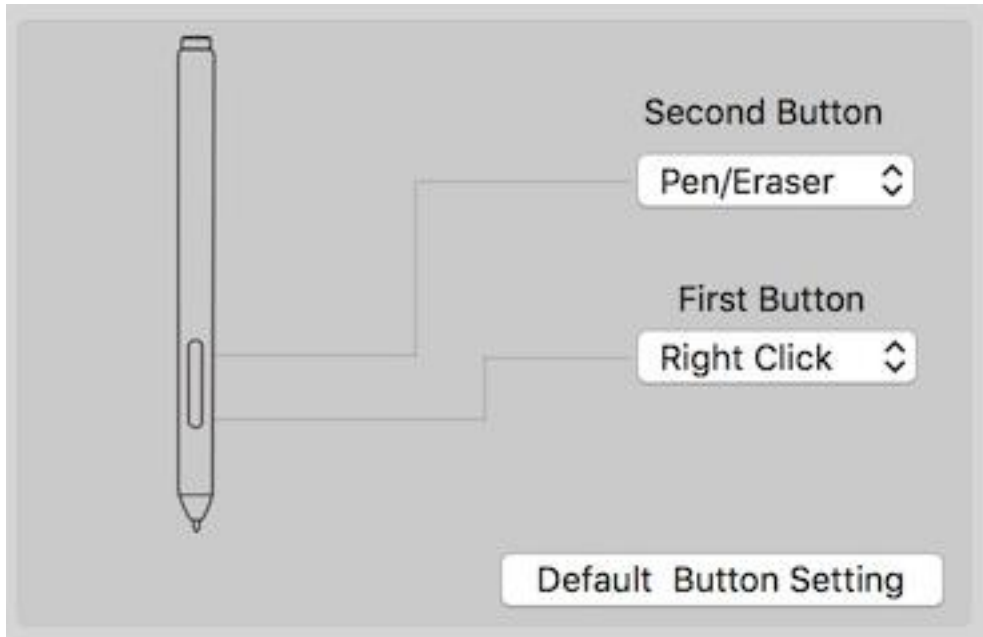 Second Button
Pen/Eraser
First Button
Right Click
Default  Button Setting